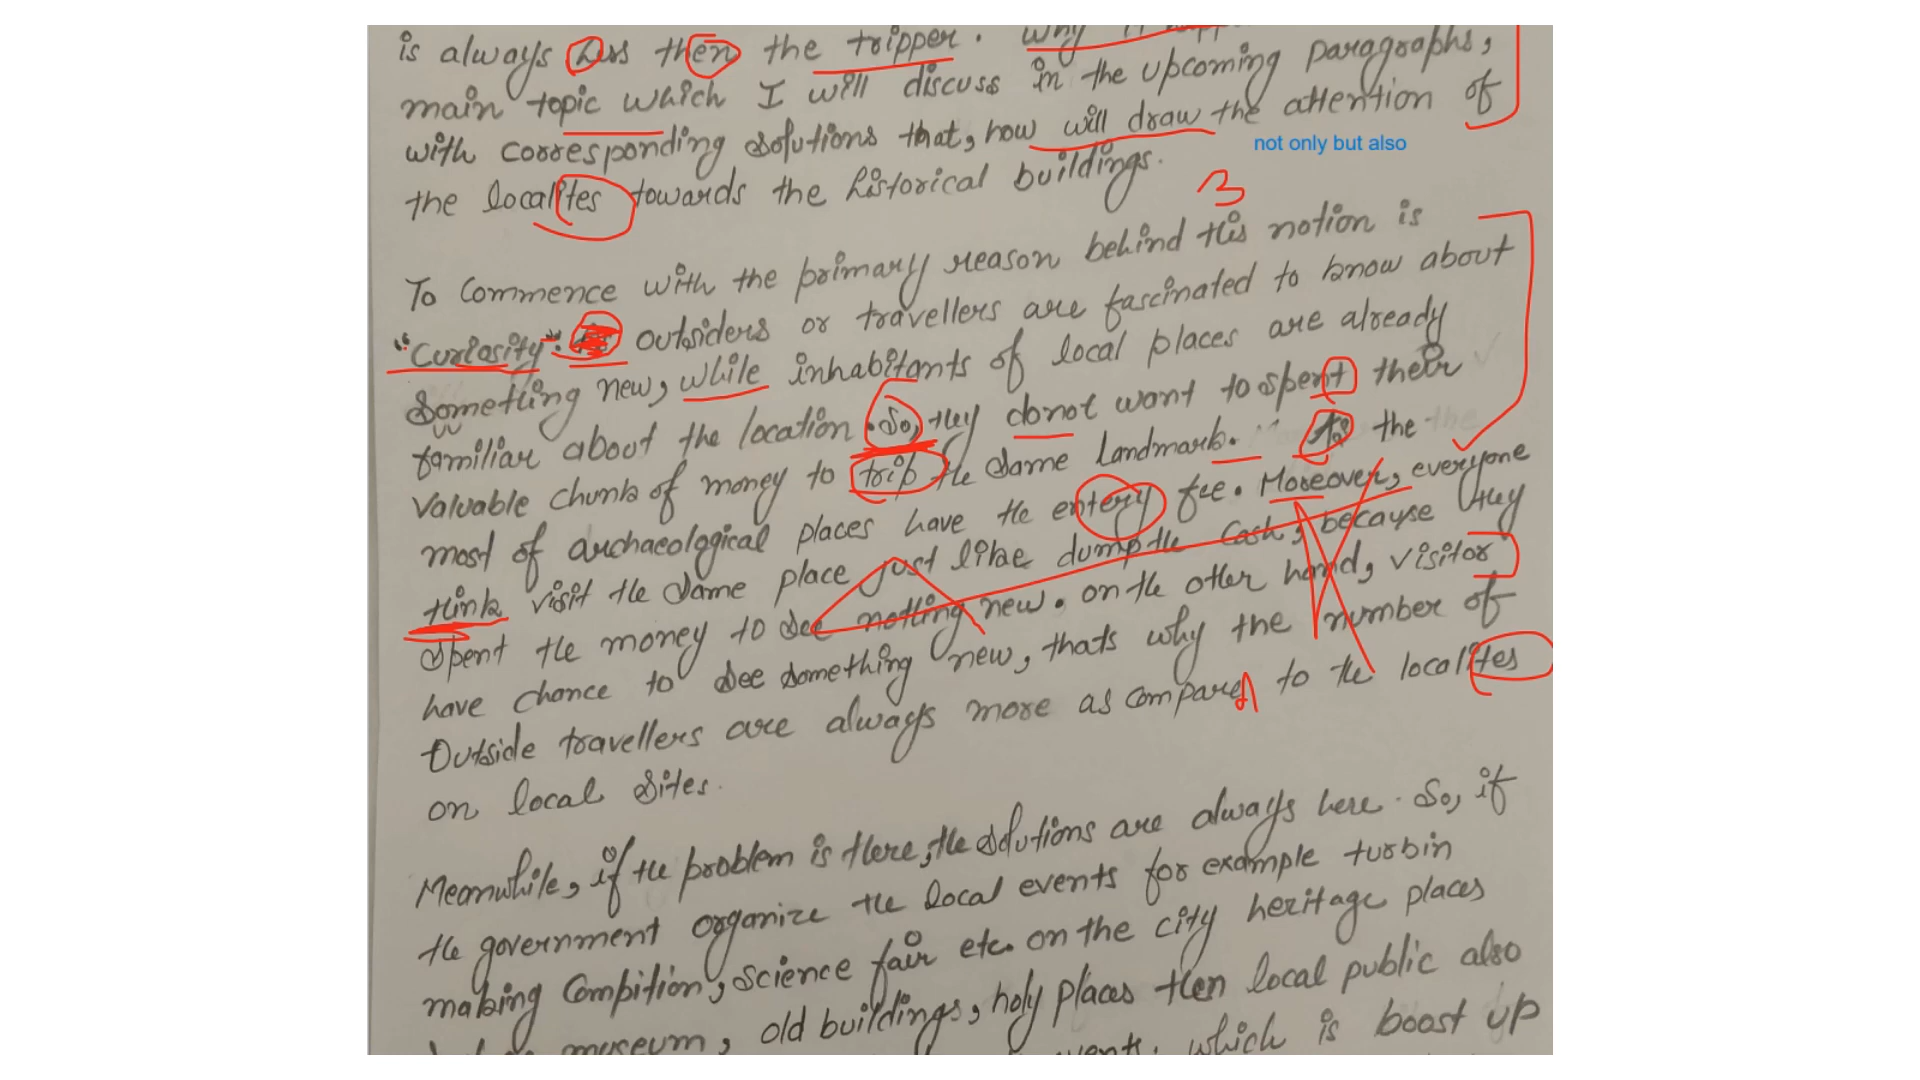 is always less then the tripper. Why it
main topic which I will discuss in the upcoming paragraphs,
with corresponding solutions that, how will draw the attention of
not only but also
the localites towards the historical buildings.
3
To Commence with the primary reason behind this notion is
"Curiosity". outsiders or travellers are fascinated to know about
Something new, while inhabitants of local places are already
familiar about the location. So, they donot want to spent their
Valuable chunk of money to trip the same landmark. As the
most of archaeological places have the entery fee. Moreover, everyone
think visit the same place just like dump the cash, because they
Spent the money to see nothing new. on the other hand, visitor
have chance to see something new, thats why the number of
Outside travellers are always more as compare to the localites
on local sites.
Meanwhile, if the problem is there, the solutions are always here. So, if
the government organize the local events for example turbin
making Compition, Science fair etc. on the city heritage places
museum, old buildings, holy places then local public also
which is boost up